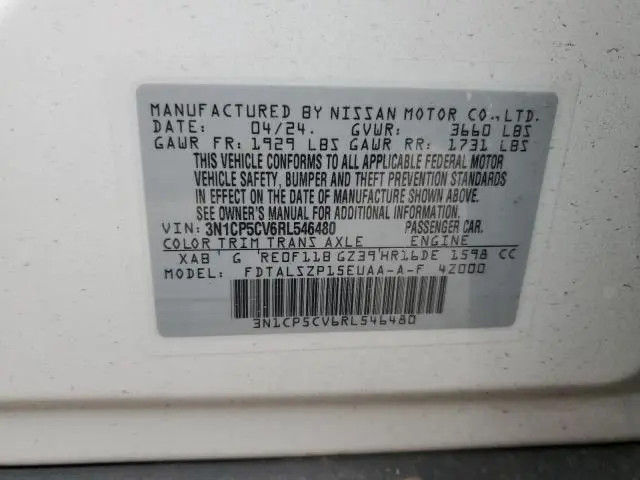 MANUFACTURED BY NISSAN MOTOR CO., LTD.
DATE: 04/24. GVWR: 3660 LBS
GAWR FR: 1929 LBS GAWR RR: 1731 LBS
THIS VEHICLE CONFORMS TO ALL APPLICABLE FEDERAL MOTOR
VEHICLE SAFETY, BUMPER AND THEFT PREVENTION STANDARDS
IN EFFECT ON THE DATE OF MANUFACTURE SHOWN ABOVE.
SEE OWNER'S MANUAL FOR ADDITIONAL INFORMATION.
VIN: 3N1CP5CV6RL546480 PASSENGER CAR.
COLOR TRIM TRANS AXLE ENGINE
XAB G RE0F11B GZ39 HR16DE 1598 CC
MODEL: FDTALSZP15EUAA-A-F 42000
3N1CP5CV6RL546480